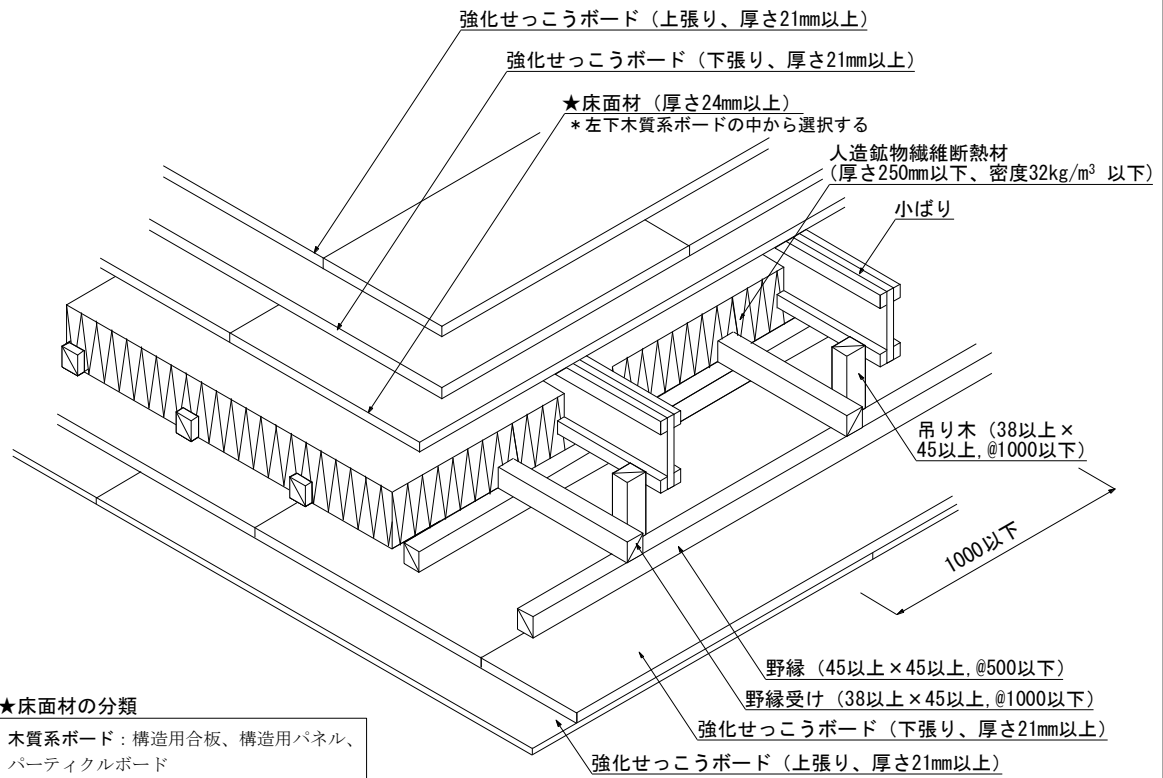 強化せっこうボード（上張り、厚さ21mm以上）
強化せっこうボード（下張り、厚さ21mm以上）
★床面材（厚さ24mm以上）
＊左下木質系ボードの中から選択する
人造鉱物繊維断熱材
(厚さ250mm以下、密度32kg/m³ 以下)
小ばり
吊り木（38以上×
45以上,@1000以下）
1000以下
野縁（45以上×45以上,@500以下）
野縁受け（38以上×45以上,@1000以下）
強化せっこうボード（下張り、厚さ21mm以上）
強化せっこうボード（上張り、厚さ21mm以上）
★床面材の分類
木質系ボード：構造用合板、構造用パネル、
パーティクルボード